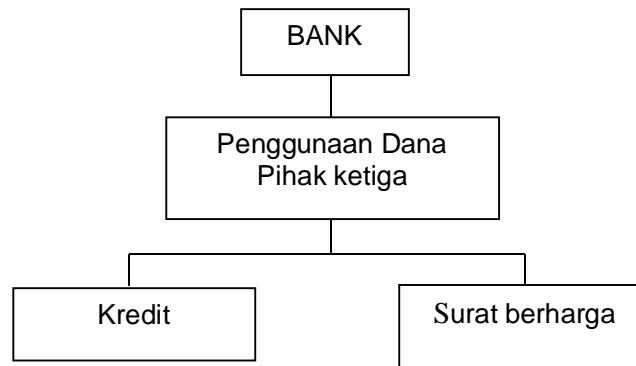 BANK
Penggunaan Dana
Pihak ketiga
Kredit
Surat berharga